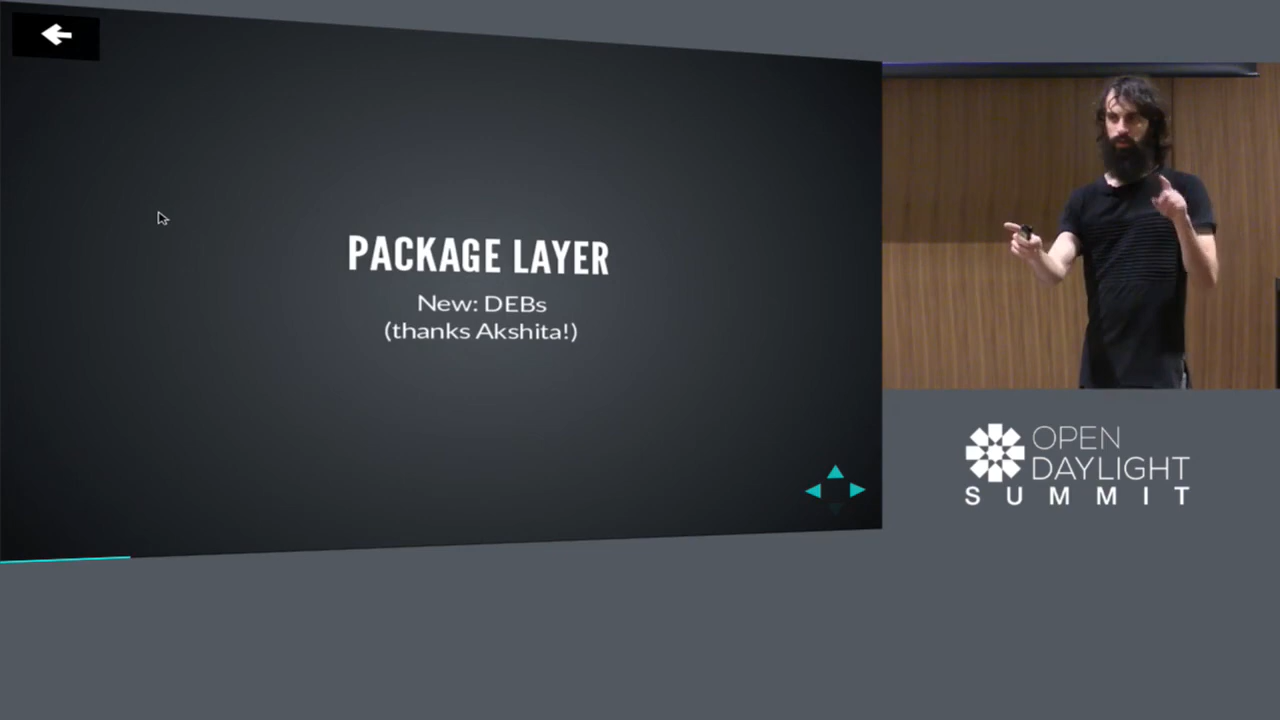 PACKAGE LAYER
New: DEBs
(thanks Akshita!)
OPEN
DAYLIGHT
SUMMIT